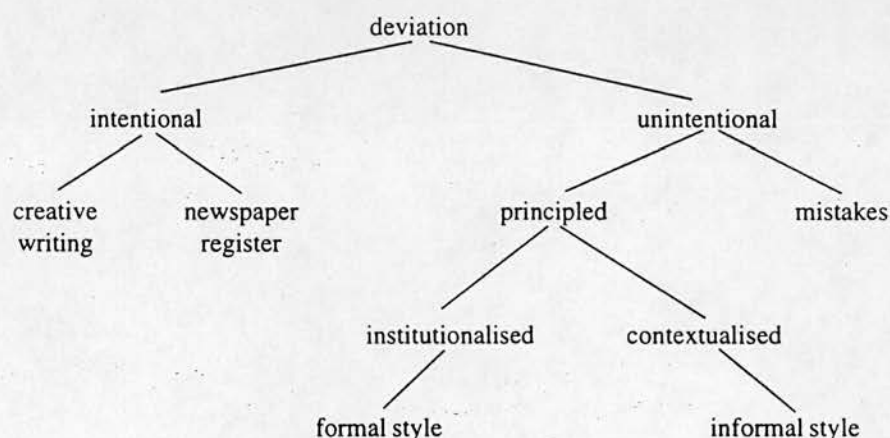 deviation
intentional unintentional
creative writing newspaper register principled mistakes
institutionalised contextualised
formal style informal style